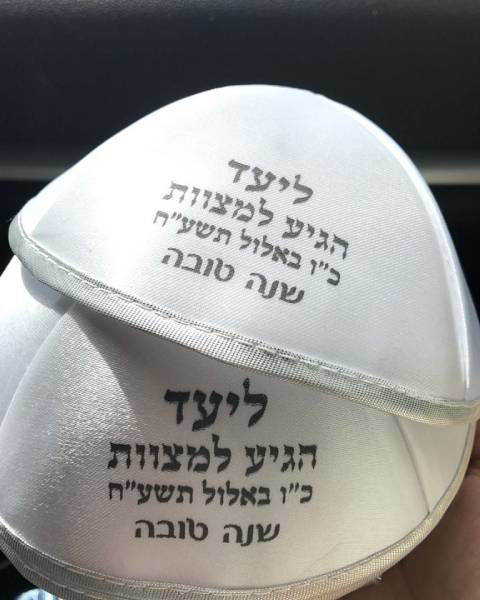 ליעד
הגיע למצוות
כ"ו באלול תשע"ח
שנה טובה
ליעד
הגיע למצוות
כ"ו באלול תשע"ח
שנה טובה